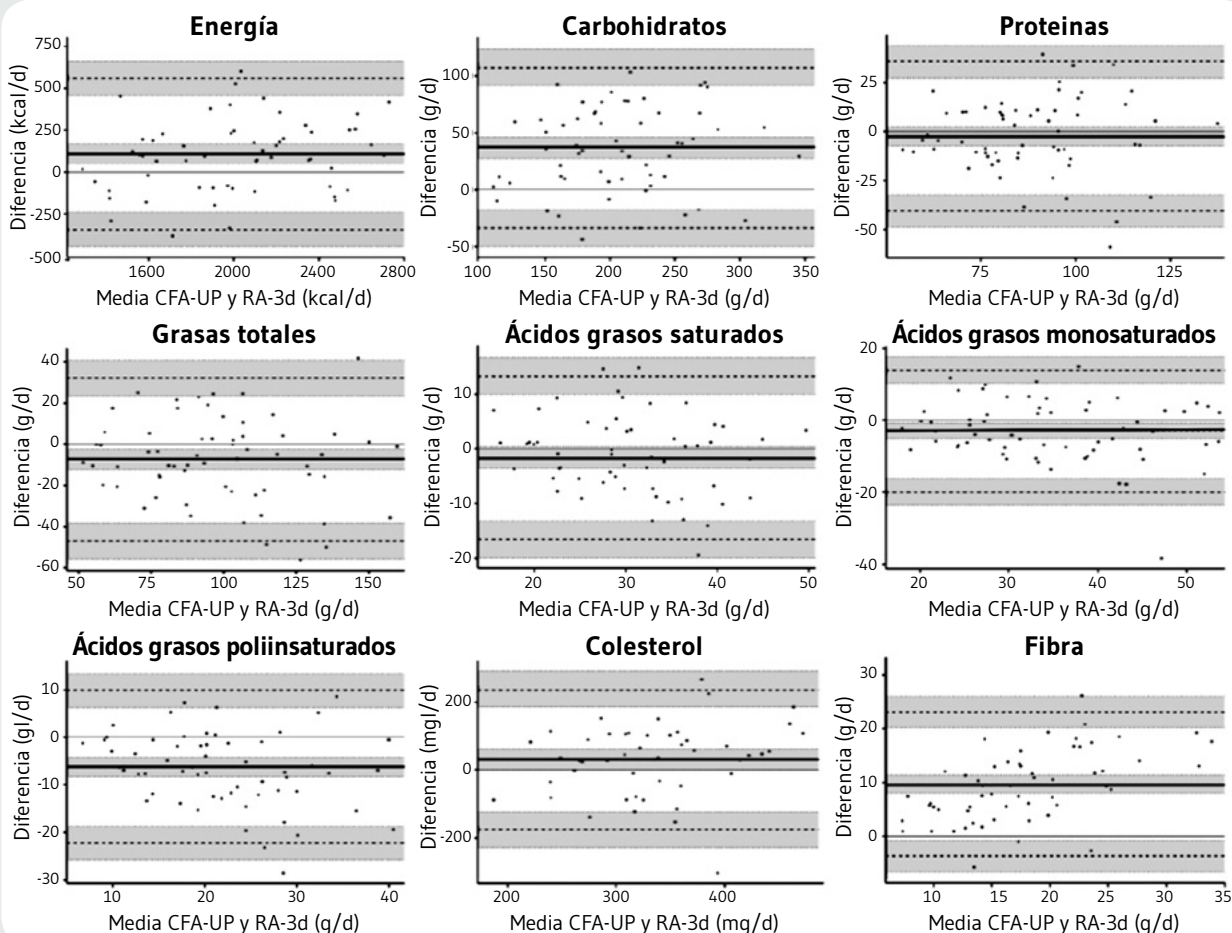 Energía
Diferencia (kcal/d)
750
500
250
0
-250
-500
1600
2000
2400
2800
Media CFA-UP y RA-3d (kcal/d)
Carbohidratos
Diferencia (g/d)
100
50
0
-50
100
150
200
250
300
350
Media CFA-UP y RA-3d (g/d)
Proteinas
Diferencia (g/d)
25
0
-25
-50
75
100
125
Media CFA-UP y RA-3d (g/d)
Grasas totales
Diferencia (g/d)
40
20
0
-20
-40
-60
50
75
100
125
150
Media CFA-UP y RA-3d (g/d)
Ácidos grasos saturados
Diferencia (g/d)
10
0
-10
-20
20
30
40
50
Media CFA-UP y RA-3d (g/d)
Ácidos grasos monosaturados
Diferencia (g/d)
20
0
-20
-40
20
30
40
50
Media CFA-UP y RA-3d (g/d)
Ácidos grasos poliinsaturados
Diferencia (gl/d)
10
0
-10
-20
-30
10
20
30
40
Media CFA-UP y RA-3d (g/d)
Colesterol
Diferencia (mgl/d)
200
0
-200
200
300
400
Media CFA-UP y RA-3d (mg/d)
Fibra
Diferencia (g/d)
30
20
10
0
10
15
20
25
30
35
Media CFA-UP y RA-3d (g/d)